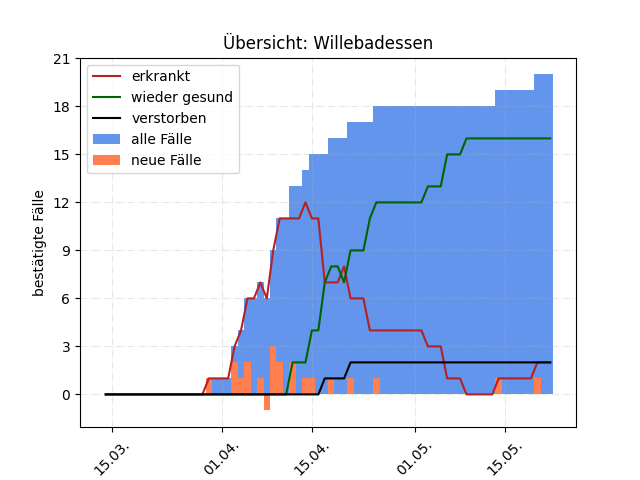 Übersicht: Willebadessen
bestätigte Fälle
21
18
15
12
9
6
3
0
erkrankt
wieder gesund
verstorben
alle Fälle
neue Fälle
15.03.
01.04.
15.04.
01.05.
15.05.